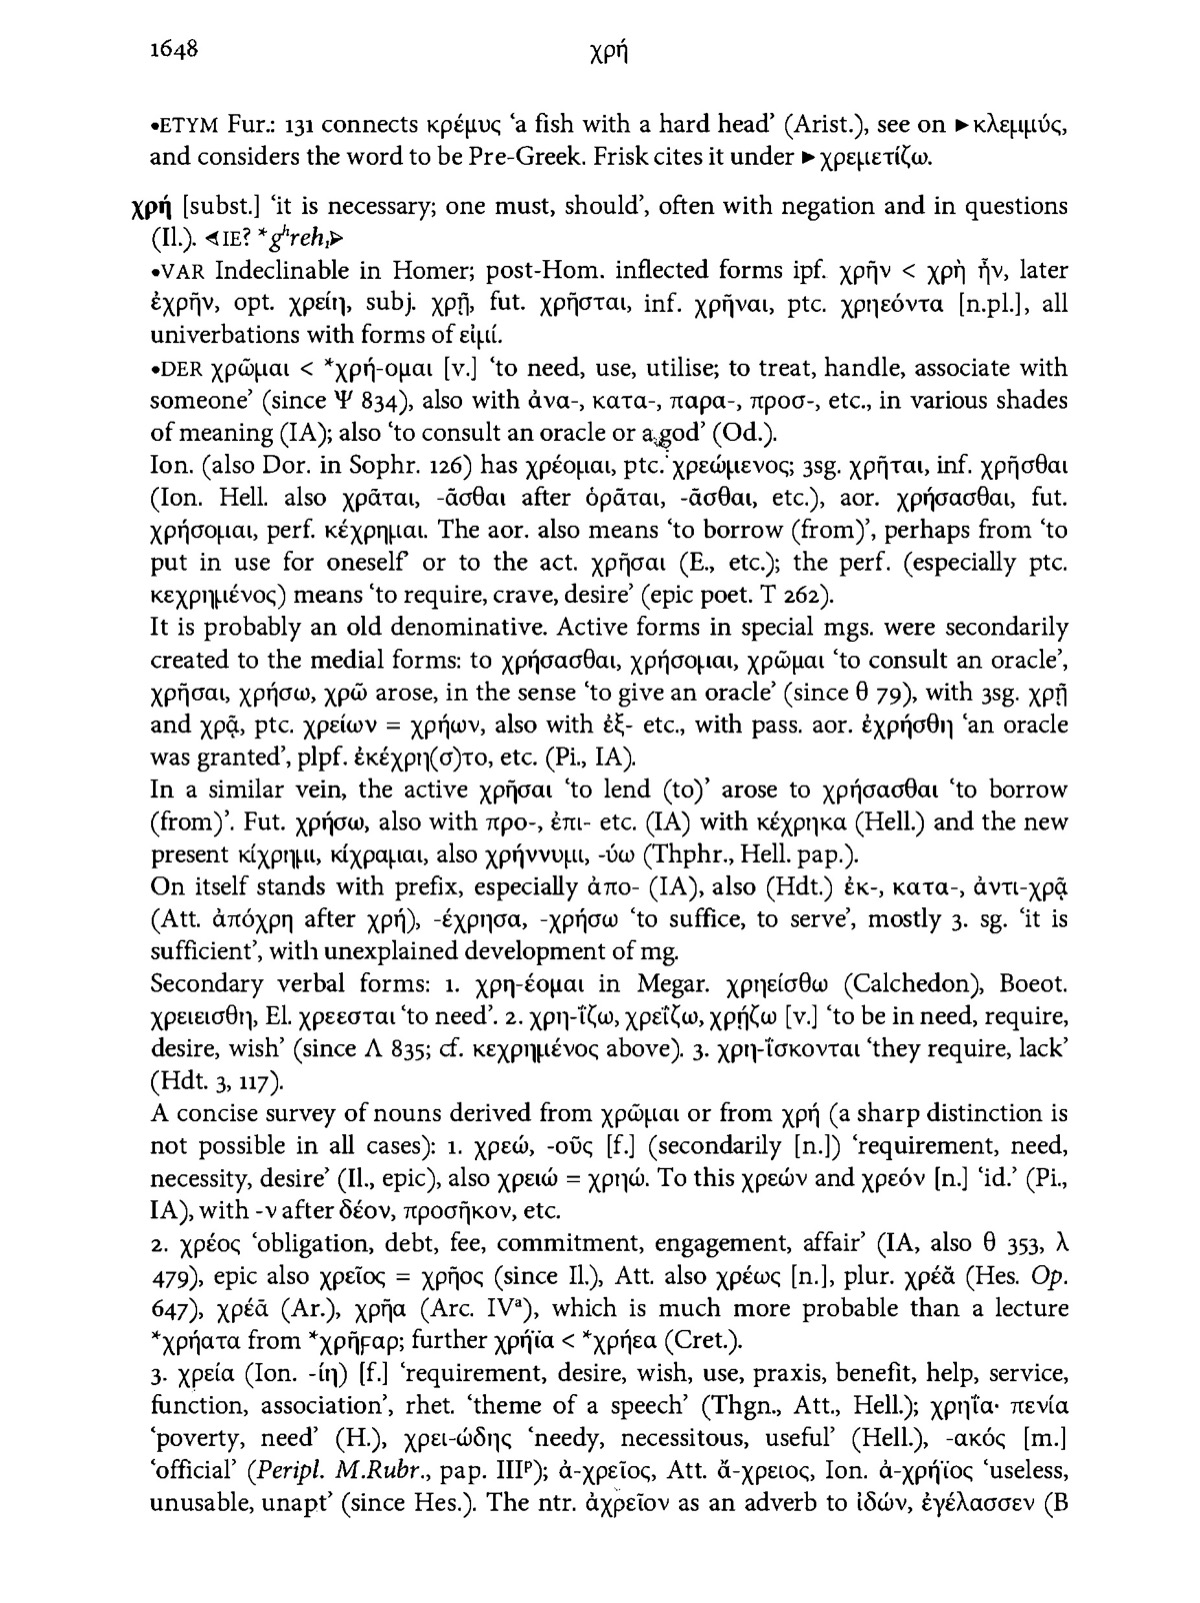 1648
χρή
•ETYM Fur.: 131 connects κρέμυς ‘a fish with a hard head’ (Arist.), see on ►κλεμμύς,
and considers the word to be Pre-Greek. Frisk cites it under ►χρεμετίζω.
χρή [subst.] ‘it is necessary; one must, should’, often with negation and in questions
(Il.). ◄IE? *gʰreh₁►
•VAR Indeclinable in Homer; post-Hom. inflected forms ipf. χρῆν < χρὴ ἦν, later
ἐχρῆν, opt. χρείη, subj. χρῇ, fut. χρῆσται, inf. χρῆναι, ptc. χρηεόντα [n.pl.], all
univerbations with forms of εἰμί.
•DER χρῶμαι < *χρή-ομαι [v.] ‘to need, use, utilise; to treat, handle, associate with
someone’ (since Ψ 834), also with ἀνα-, κατα-, παρα-, προσ-, etc., in various shades
of meaning (IA); also ‘to consult an oracle or a god’ (Od.).
Ion. (also Dor. in Sophr. 126) has χρέομαι, ptc. χρεώμενος; 3sg. χρῆται, inf. χρῆσθαι
(Ion. Hell. also χρᾶται, -ᾶσθαι after ὁρᾶται, -ᾶσθαι, etc.), aor. χρήσασθαι, fut.
χρήσομαι, perf. κέχρημαι. The aor. also means ‘to borrow (from)’, perhaps from ‘to
put in use for oneself’ or to the act. χρῆσαι (E., etc.); the perf. (especially ptc.
κεχρημένος) means ‘to require, crave, desire’ (epic poet. T 262).
It is probably an old denominative. Active forms in special mgs. were secondarily
created to the medial forms: to χρήσασθαι, χρήσομαι, χρῶμαι ‘to consult an oracle’,
χρῆσαι, χρήσω, χρῶ arose, in the sense ‘to give an oracle’ (since θ 79), with 3sg. χρῇ
and χρᾷ, ptc. χρείων = χρήων, also with ἐξ- etc., with pass. aor. ἐχρήσθη ‘an oracle
was granted’, plpf. ἐκέχρη(σ)το, etc. (Pi., IA).
In a similar vein, the active χρῆσαι ‘to lend (to)’ arose to χρήσασθαι ‘to borrow
(from)’. Fut. χρήσω, also with προ-, ἐπι- etc. (IA) with κέχρηκα (Hell.) and the new
present κίχρημι, κίχραμαι, also χρήννυμι, -ύω (Thphr., Hell. pap.).
On itself stands with prefix, especially ἀπο- (IA), also (Hdt.) ἐκ-, κατα-, ἀντι-χρᾷ
(Att. ἀπόχρη after χρή), -έχρησα, -χρήσω ‘to suffice, to serve’, mostly 3. sg. ‘it is
sufficient’, with unexplained development of mg.
Secondary verbal forms: 1. χρη-έομαι in Megar. χρηείσθω (Calchedon), Boeot.
χρειεισθη, El. χρεεσται ‘to need’. 2. χρη-ΐζω, χρεΐζω, χρῄζω [v.] ‘to be in need, require,
desire, wish’ (since Λ 835; cf. κεχρημένος above). 3. χρη-ΐσκονται ‘they require, lack’
(Hdt. 3, 117).
A concise survey of nouns derived from χρῶμαι or from χρή (a sharp distinction is
not possible in all cases): 1. χρεώ, -οῦς [f.] (secondarily [n.]) ‘requirement, need,
necessity, desire’ (Il., epic), also χρειώ = χρηώ. To this χρεών and χρεόν [n.] ‘id.’ (Pi.,
IA), with -ν after δέον, προσῆκον, etc.
2. χρέος ‘obligation, debt, fee, commitment, engagement, affair’ (IA, also θ 353, λ
479), epic also χρεῖος = χρῆος (since Il.), Att. also χρέως [n.], plur. χρέᾰ (Hes. Op.
647), χρέᾱ (Ar.), χρῆα (Arc. IVᵃ), which is much more probable than a lecture
*χρήατα from *χρῆϝαρ; further χρήϊα < *χρήεα (Cret.).
3. χρεία (Ion. -ίη) [f.] ‘requirement, desire, wish, use, praxis, benefit, help, service,
function, association’, rhet. ‘theme of a speech’ (Thgn., Att., Hell.); χρηΐα· πενία
‘poverty, need’ (H.), χρει-ώδης ‘needy, necessitous, useful’ (Hell.), -ακός [m.]
‘official’ (Peripl. M.Rubr., pap. IIIᵖ); ἀ-χρεῖος, Att. ἄ-χρειος, Ion. ἀ-χρήϊος ‘useless,
unusable, unapt’ (since Hes.). The ntr. ἀχρεῖον as an adverb to ἰδών, ἐγέλασσεν (B